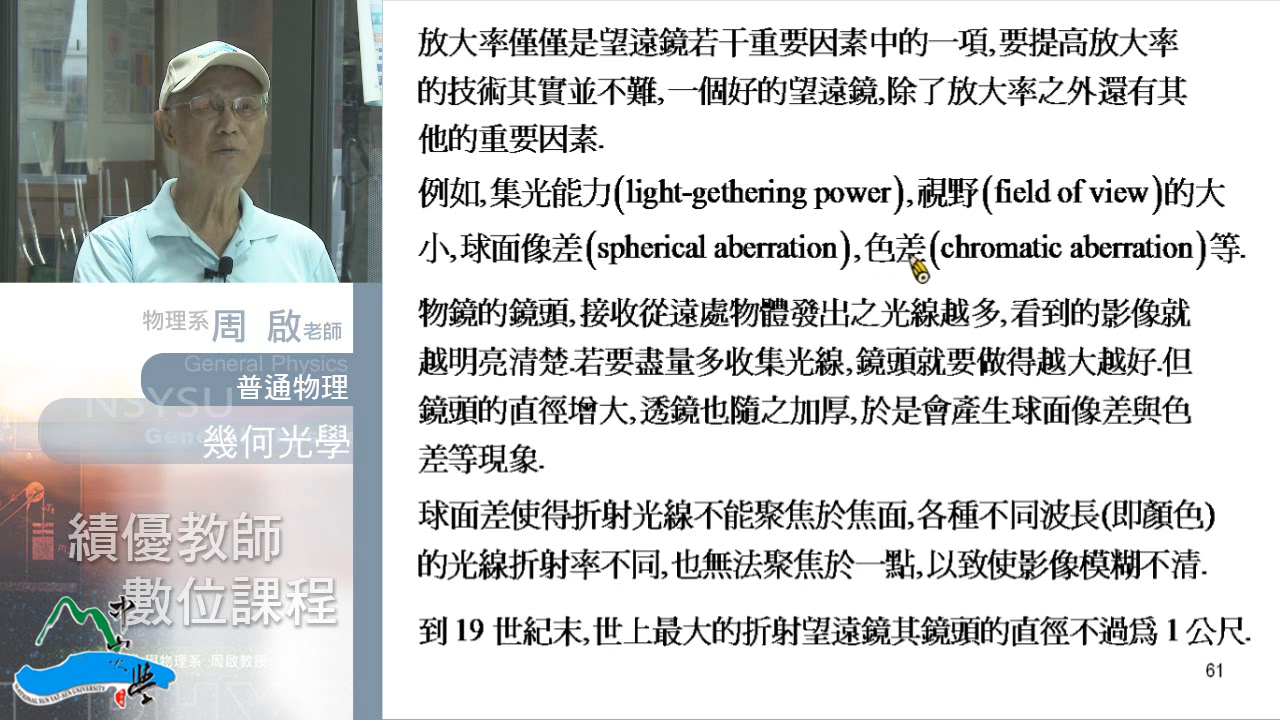 放大率僅僅是望遠鏡若干重要因素中的一項,要提高放大率
的技術其實並不難,一個好的望遠鏡,除了放大率之外還有其
他的重要因素.
例如,集光能力(light-gethering power),視野(field of view)的大
小,球面像差(spherical aberration),色差(chromatic aberration)等.
物鏡的鏡頭,接收從遠處物體發出之光線越多,看到的影像就
越明亮清楚.若要盡量多收集光線,鏡頭就要做得越大越好.但
鏡頭的直徑增大,透鏡也隨之加厚,於是會產生球面像差與色
差等現象.
球面差使得折射光線不能聚焦於焦面,各種不同波長(即顏色)
的光線折射率不同,也無法聚焦於一點,以致使影像模糊不清.
到 19 世紀末,世上最大的折射望遠鏡其鏡頭的直徑不過為 1 公尺.
61
物理系 周 啟 老師
General Physics
普通物理
NSYSU
幾何光學
績優教師
數位課程
學物理系 周啟教授
NATIONAL SUN YAT-SEN UNIVERSITY